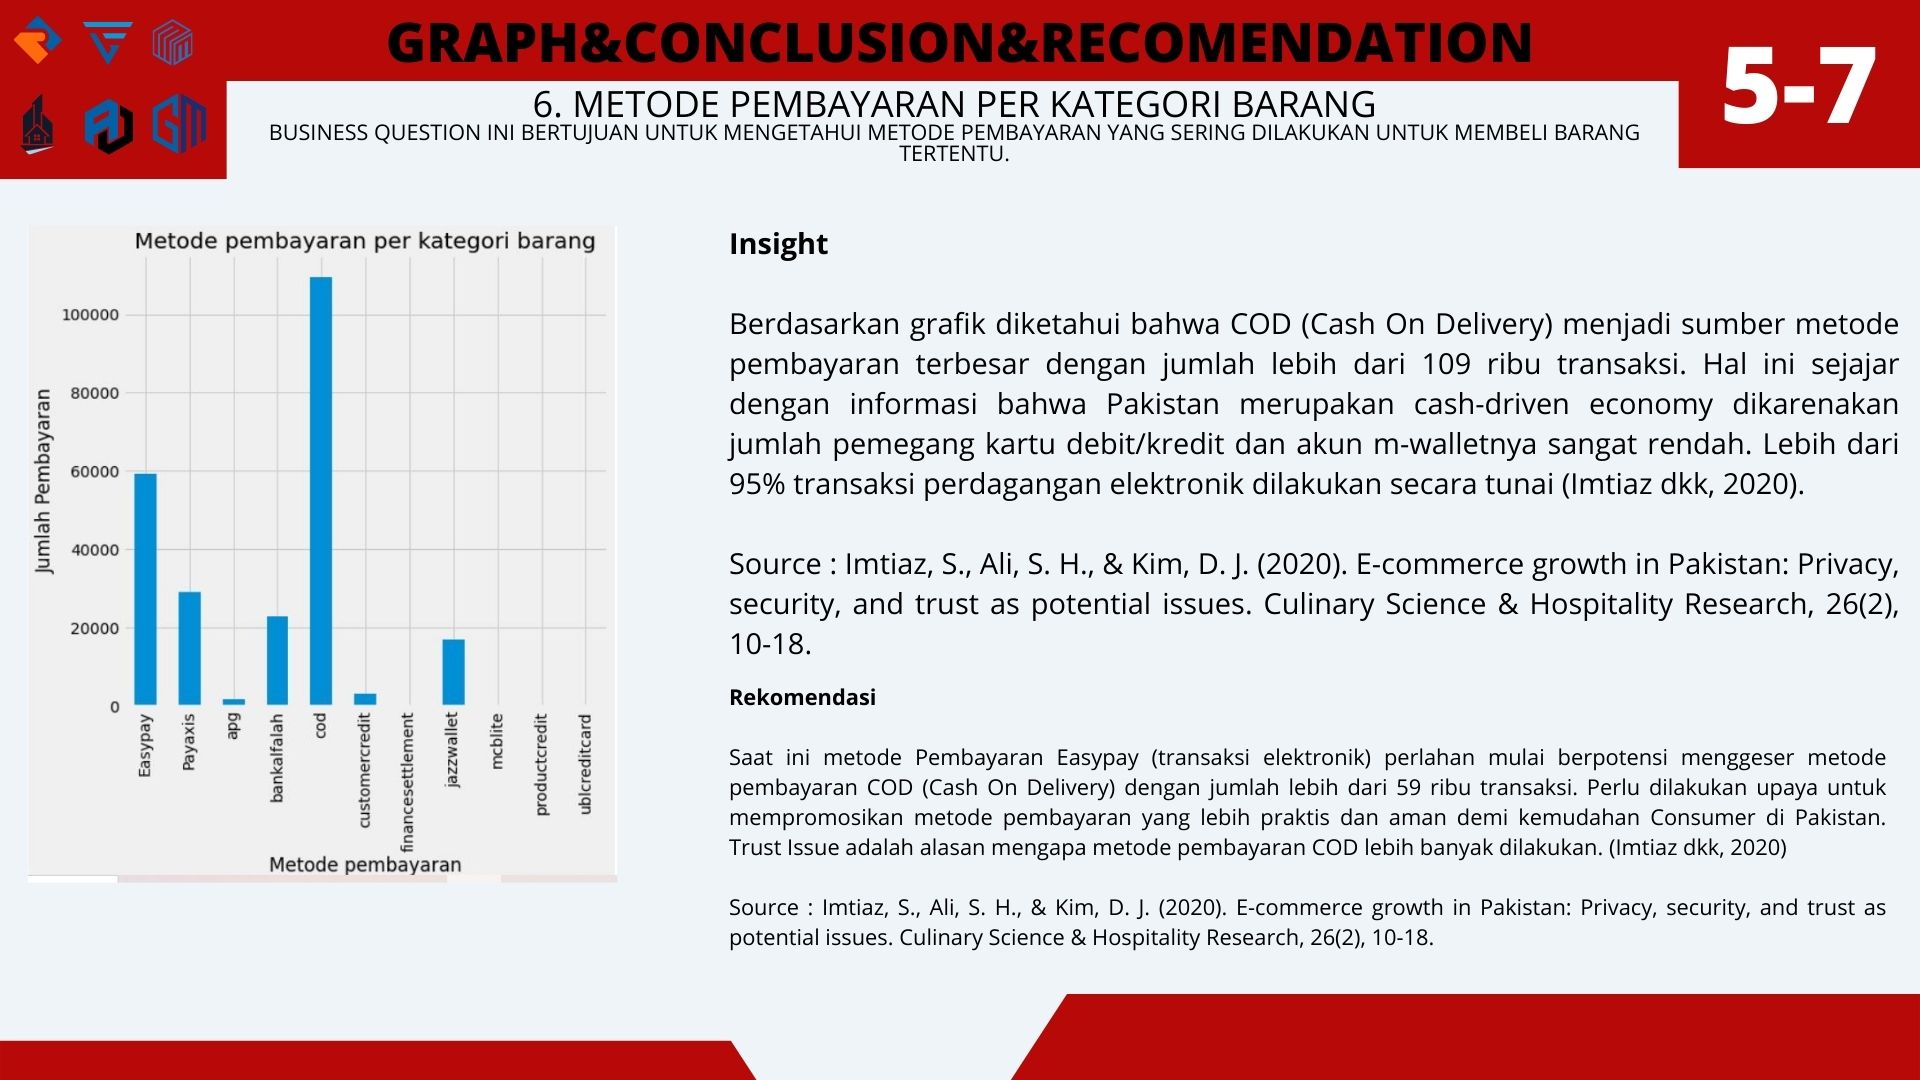 GRAPH&CONCLUSION&RECOMENDATION
5-7
6. METODE PEMBAYARAN PER KATEGORI BARANG
BUSINESS QUESTION INI BERTUJUAN UNTUK MENGETAHUI METODE PEMBAYARAN YANG SERING DILAKUKAN UNTUK MEMBELI BARANG
TERTENTU.
Metode pembayaran per kategori barang
Jumlah Pembayaran
100000
80000
60000
40000
20000
0
Easypay
Payaxis
apg
bankalfalah
cod
customercredit
financesettlement
jazzwallet
mcblite
productcredit
ublcreditcard
Metode pembayaran
Insight
Berdasarkan grafik diketahui bahwa COD (Cash On Delivery) menjadi sumber metode
pembayaran terbesar dengan jumlah lebih dari 109 ribu transaksi. Hal ini sejajar
dengan informasi bahwa Pakistan merupakan cash-driven economy dikarenakan
jumlah pemegang kartu debit/kredit dan akun m-walletnya sangat rendah. Lebih dari
95% transaksi perdagangan elektronik dilakukan secara tunai (Imtiaz dkk, 2020).
Source : Imtiaz, S., Ali, S. H., & Kim, D. J. (2020). E-commerce growth in Pakistan: Privacy,
security, and trust as potential issues. Culinary Science & Hospitality Research, 26(2),
10-18.
Rekomendasi
Saat ini metode Pembayaran Easypay (transaksi elektronik) perlahan mulai berpotensi menggeser metode
pembayaran COD (Cash On Delivery) dengan jumlah lebih dari 59 ribu transaksi. Perlu dilakukan upaya untuk
mempromosikan metode pembayaran yang lebih praktis dan aman demi kemudahan Consumer di Pakistan.
Trust Issue adalah alasan mengapa metode pembayaran COD lebih banyak dilakukan. (Imtiaz dkk, 2020)
Source : Imtiaz, S., Ali, S. H., & Kim, D. J. (2020). E-commerce growth in Pakistan: Privacy, security, and trust as
potential issues. Culinary Science & Hospitality Research, 26(2), 10-18.